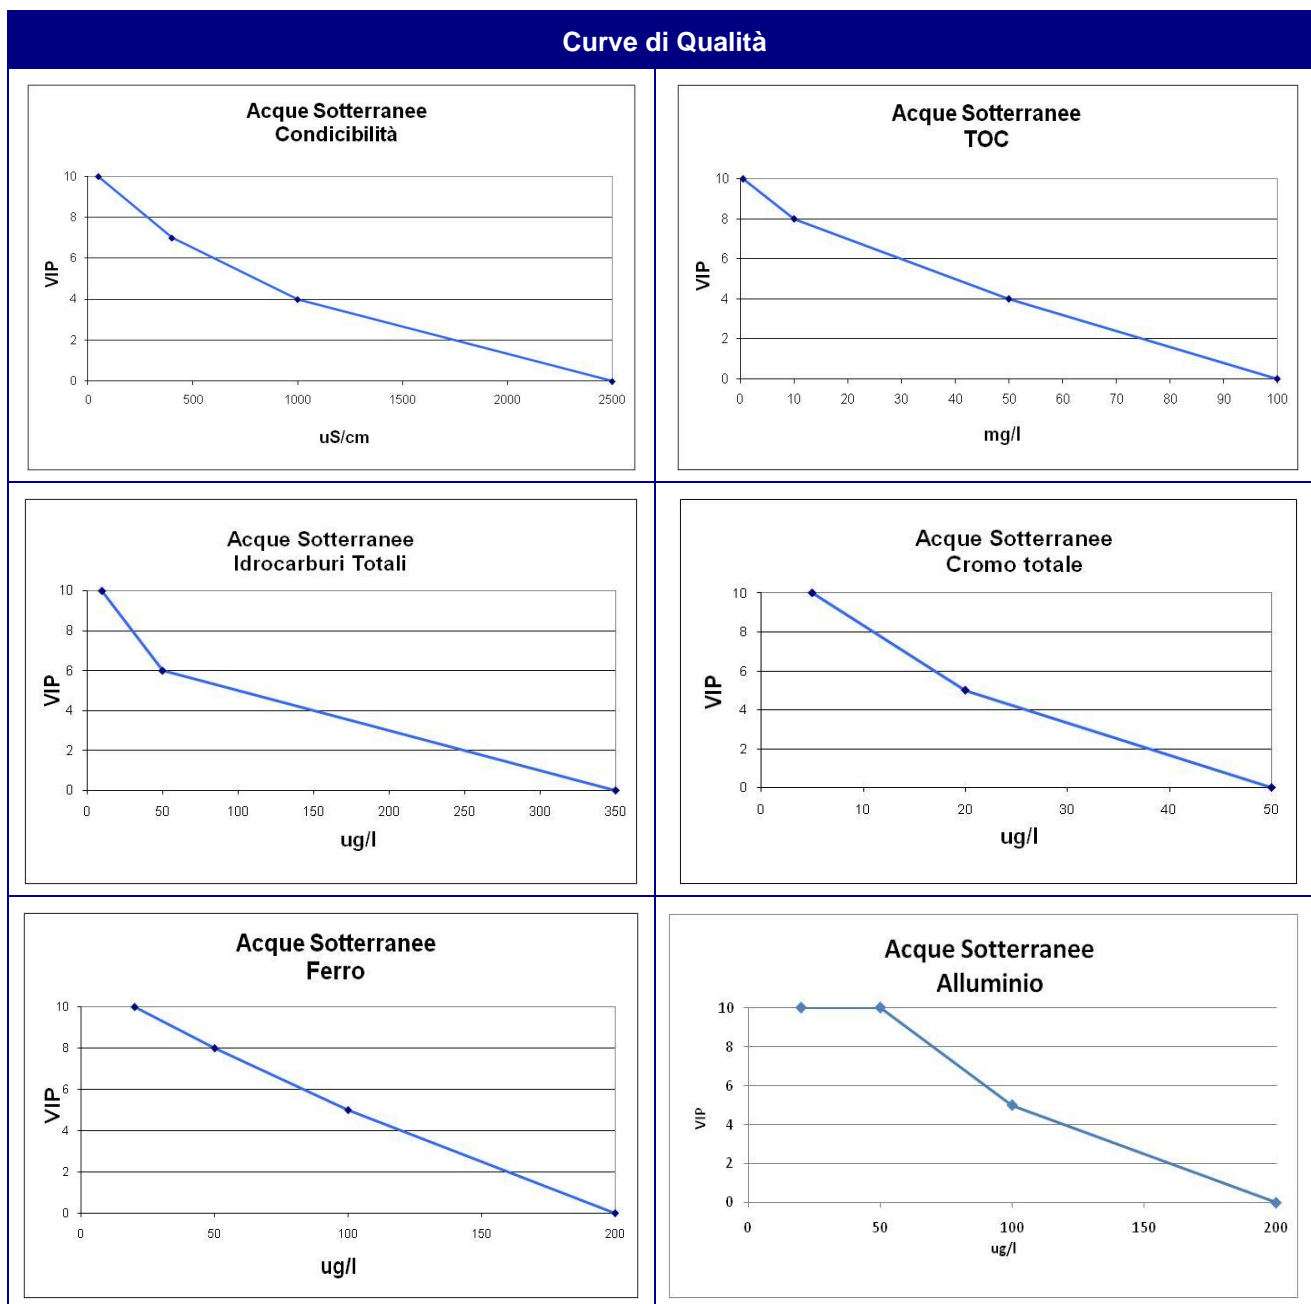 Curve di Qualità
Acque Sotterranee
Condicibilità
10
8
6
4
2
0
VIP
0 500 1000 1500 2000 2500
uS/cm
Acque Sotterranee
TOC
10
8
6
4
2
0
VIP
0 10 20 30 40 50 60 70 80 90 100
mg/l
Acque Sotterranee
Idrocarburi Totali
10
8
6
4
2
0
VIP
0 50 100 150 200 250 300 350
ug/l
Acque Sotterranee
Cromo totale
10
8
6
4
2
0
VIP
0 10 20 30 40 50
ug/l
Acque Sotterranee
Ferro
10
8
6
4
2
0
VIP
0 50 100 150 200
ug/l
Acque Sotterranee
Alluminio
10
8
6
4
2
0
VIP
0 50 100 150 200
ug/l